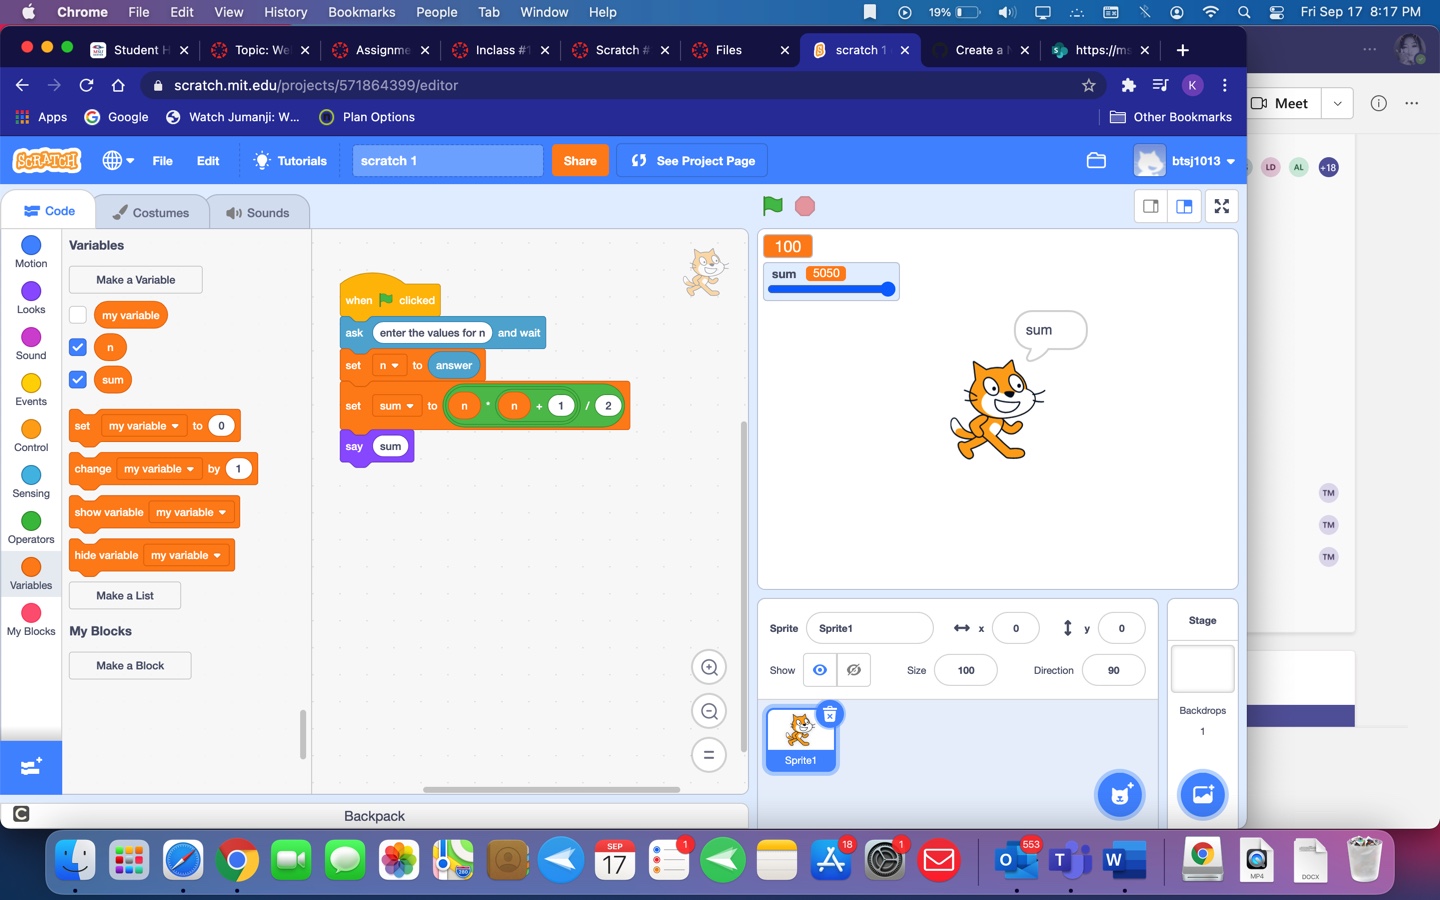 Chrome File Edit View History Bookmarks People Tab Window Help 19% Fri Sep 17 8:17 PM
Student H Topic: We Assignme Inclass #1 Scratch # Files scratch 1 Create a https://ms
scratch.mit.edu/projects/571864399/editor K
Apps Google Watch Jumanji: W... Plan Options Other Bookmarks
Meet
SCRATCH File Edit Tutorials scratch 1 Share See Project Page btsj1013
LD AL +18
Code Costumes Sounds
Motion
Looks
Sound
Events
Control
Sensing
Operators
Variables
My Blocks
Variables
Make a Variable
my variable
n
sum
set my variable to 0
change my variable by 1
show variable my variable
hide variable my variable
Make a List
My Blocks
Make a Block
when clicked
ask enter the values for n and wait
set n to answer
set sum to n * n + 1 / 2
say sum
100
sum 5050
sum
TM
TM
TM
Sprite Sprite1 x 0 y 0
Show Size 100 Direction 90
Sprite1
Stage
Backdrops
1
Backpack
SEP
17
1
280
18
1
553
O
T
W
MP4
DOCX